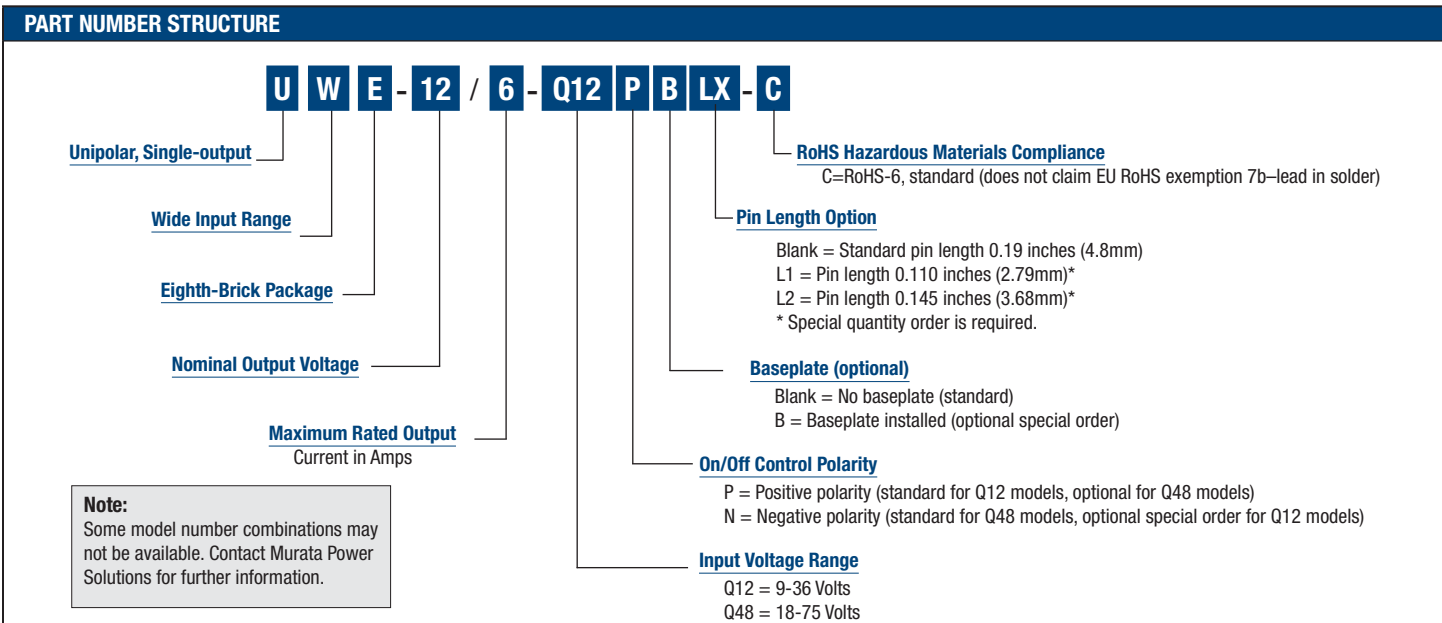 PART NUMBER STRUCTURE
U W E - 12 / 6 - Q12 P B LX - C
Unipolar, Single-output
Wide Input Range
Eighth-Brick Package
Nominal Output Voltage
Maximum Rated Output
Current in Amps
Note:
Some model number combinations may
not be available. Contact Murata Power
Solutions for further information.
RoHS Hazardous Materials Compliance
C=RoHS-6, standard (does not claim EU RoHS exemption 7b–lead in solder)
Pin Length Option
Blank = Standard pin length 0.19 inches (4.8mm)
L1 = Pin length 0.110 inches (2.79mm)*
L2 = Pin length 0.145 inches (3.68mm)*
* Special quantity order is required.
Baseplate (optional)
Blank = No baseplate (standard)
B = Baseplate installed (optional special order)
On/Off Control Polarity
P = Positive polarity (standard for Q12 models, optional for Q48 models)
N = Negative polarity (standard for Q48 models, optional special order for Q12 models)
Input Voltage Range
Q12 = 9-36 Volts
Q48 = 18-75 Volts